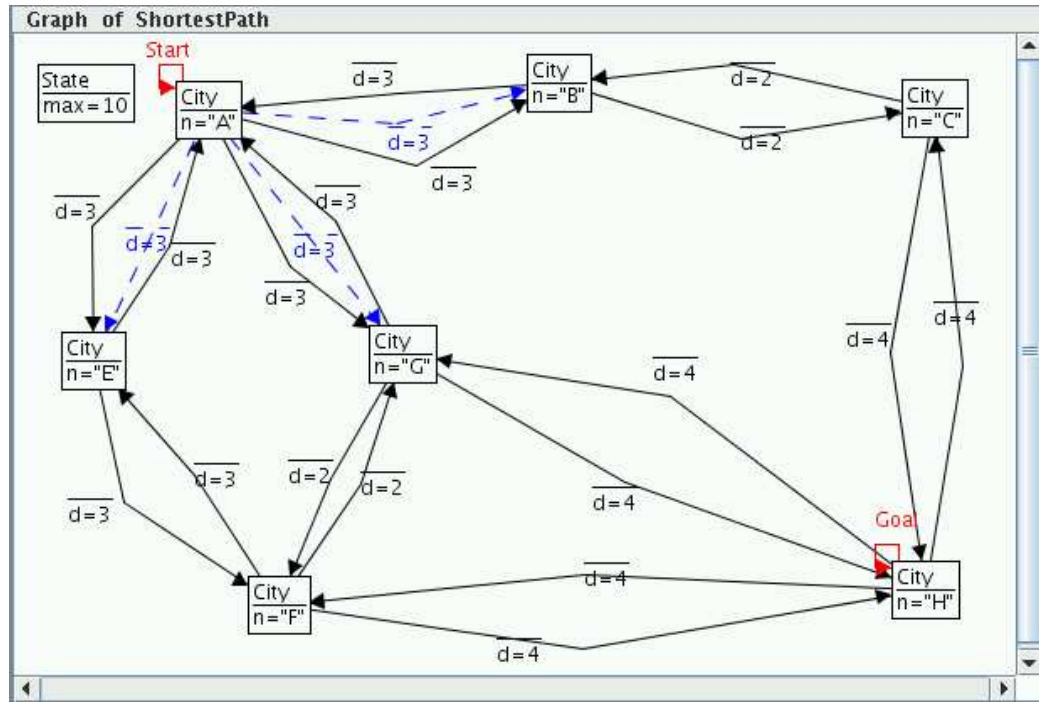 Graph of ShortestPath
Start
State
max=10
City
n="A"
d=3
City
n="B"
d=2
City
n="C"
d=3
d=2
d=3
d=3
d=3
d=3
d=3
d=3
d=3
City
n="E"
City
n="G"
d=4
d=4
d=4
d=3
d=2
d=2
d=3
d=4
Goal
City
n="F"
d=4
City
n="H"
d=4